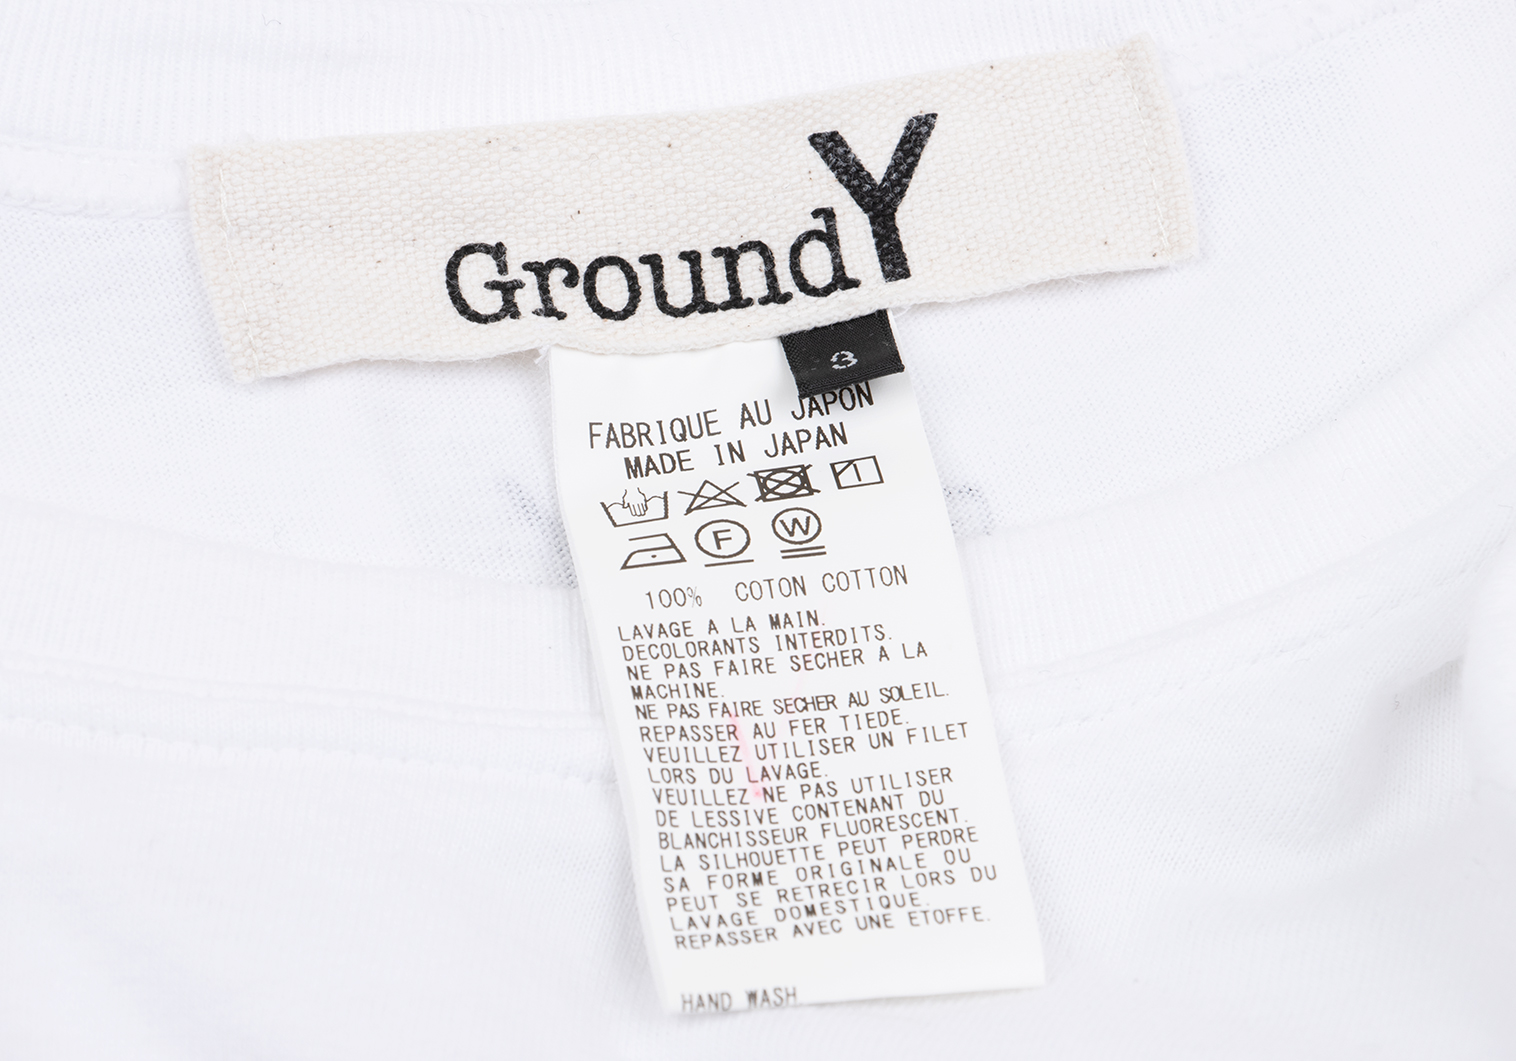 GroundY
3
FABRIQUE AU JAPON
MADE IN JAPAN
1
F W
100% COTON COTTON
LAVAGE A LA MAIN.
DECOLORANTS INTERDITS.
NE PAS FAIRE SECHER A LA
MACHINE.
NE PAS FAIRE SECHER AU SOLEIL.
REPASSER AU FER TIEDE.
VEUILLEZ UTILISER UN FILET
LORS DU LAVAGE.
VEUILLEZ NE PAS UTILISER
DE LESSIVE CONTENANT DU
BLANCHISSEUR FLUORESCENT.
LA SILHOUETTE PEUT PERDRE
SA FORME ORIGINALE OU
PEUT SE RETRECIR LORS DU
LAVAGE DOMESTIQUE.
REPASSER AVEC UNE ETOFFE.
HAND WASH